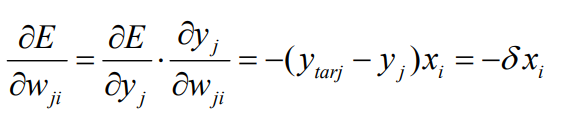 ∂E/∂w_ji = ∂E/∂y_j · ∂y_j/∂w_ji = −(y_tarj − y_j)x_i = −δx_i